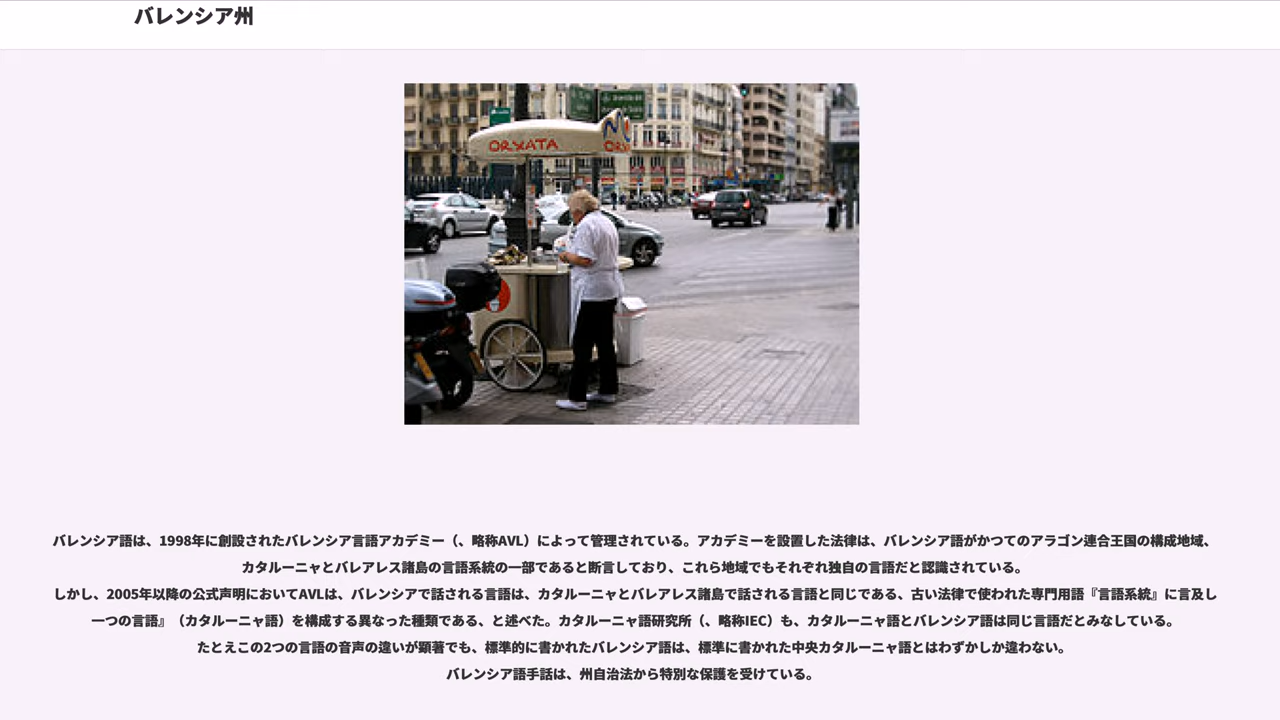 バレンシア州
ORXATA
バレンシア語は、1998年に創設されたバレンシア言語アカデミー（、略称AVL）によって管理されている。アカデミーを設置した法律は、バレンシア語がかつてのアラゴン連合王国の構成地域、
カタルーニャとバレアレス諸島の言語系統の一部であると断言しており、これら地域でもそれぞれ独自の言語だと認識されている。
しかし、2005年以降の公式声明においてAVLは、バレンシアで話される言語は、カタルーニャとバレアレス諸島で話される言語と同じである、古い法律で使われた専門用語『言語系統』に言及し
一つの言語』（カタルーニャ語）を構成する異なった種類である、と述べた。カタルーニャ語研究所（、略称IEC）も、カタルーニャ語とバレンシア語は同じ言語だとみなしている。
たとえこの2つの言語の音声の違いが顕著でも、標準的に書かれたバレンシア語は、標準に書かれた中央カタルーニャ語とはわずかしか違わない。
バレンシア語手話は、州自治法から特別な保護を受けている。